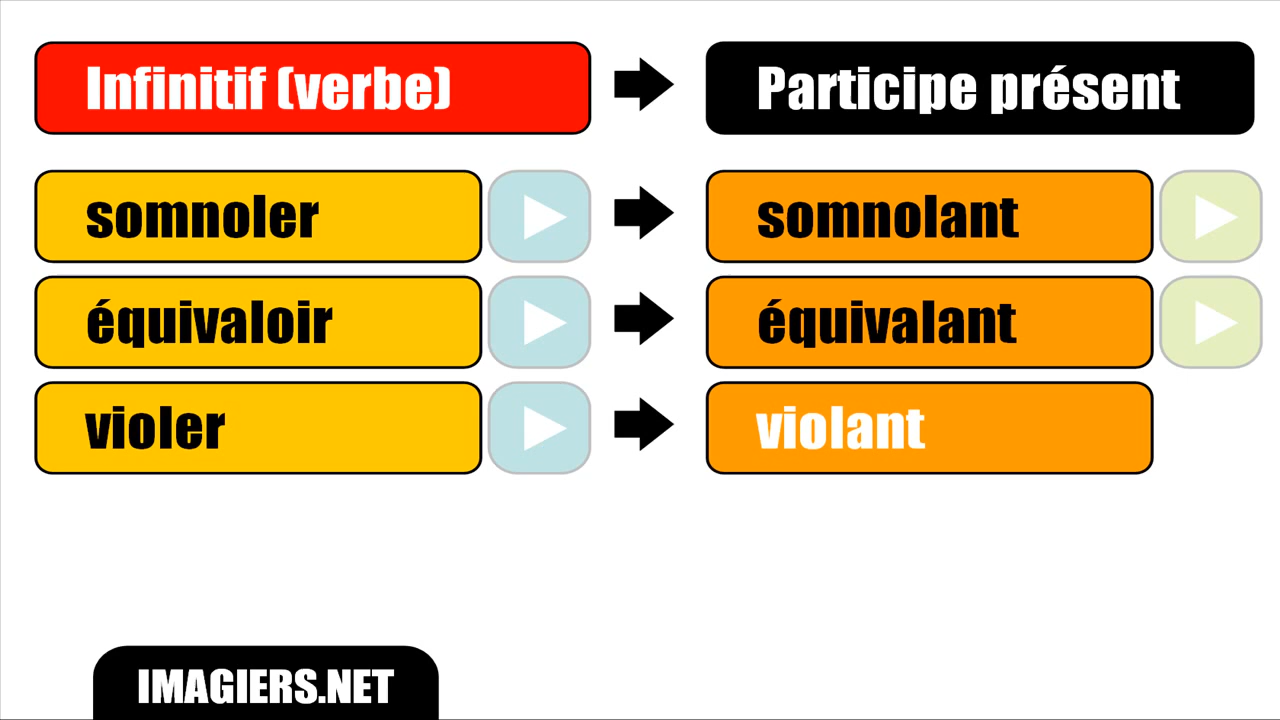 Infinitif (verbe) Participe présent
somnoler somnolant
équivaloir équivalant
violer violant
IMAGIERS.NET